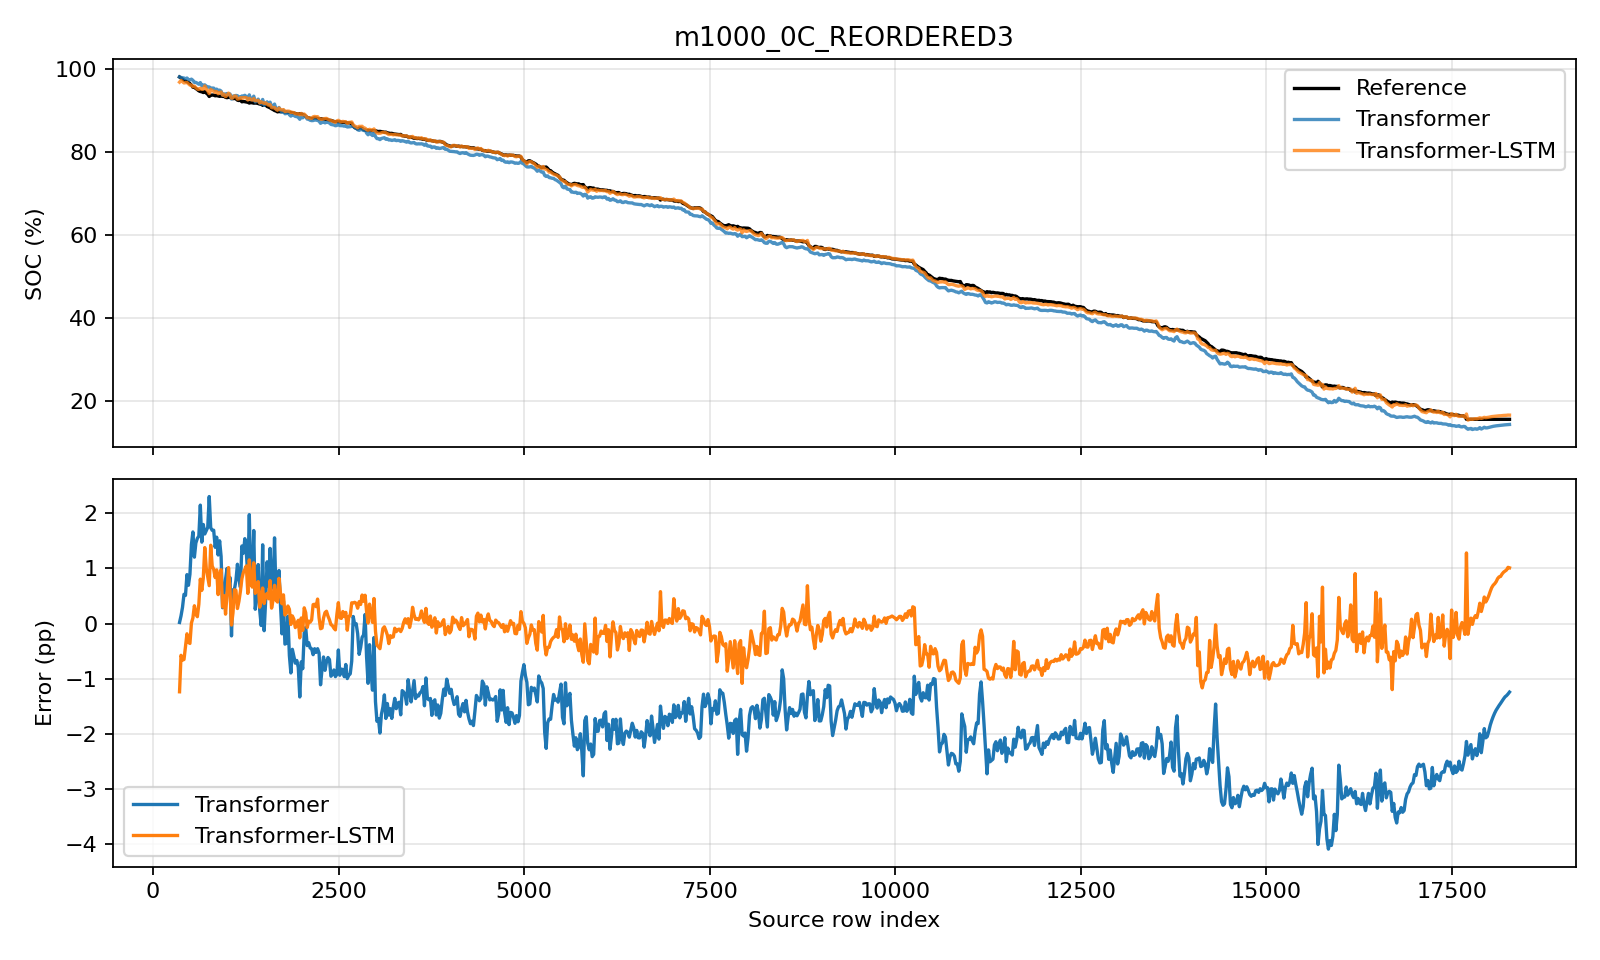 m1000_0C_REORDERED3
100
80
60
40
20
SOC (%)
Reference
Transformer
Transformer-LSTM
2
1
0
−1
−2
−3
−4
Error (pp)
Transformer
Transformer-LSTM
0 2500 5000 7500 10000 12500 15000 17500
Source row index